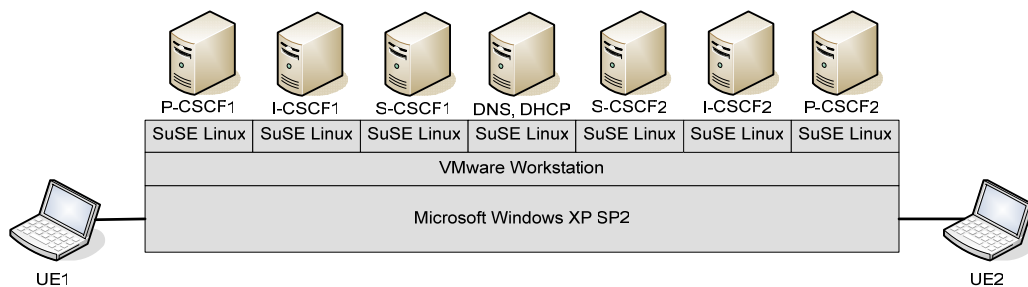 P-CSCF1 I-CSCF1 S-CSCF1 DNS, DHCP S-CSCF2 I-CSCF2 P-CSCF2
SuSE Linux SuSE Linux SuSE Linux SuSE Linux SuSE Linux SuSE Linux SuSE Linux
VMware Workstation
Microsoft Windows XP SP2
UE1 UE2